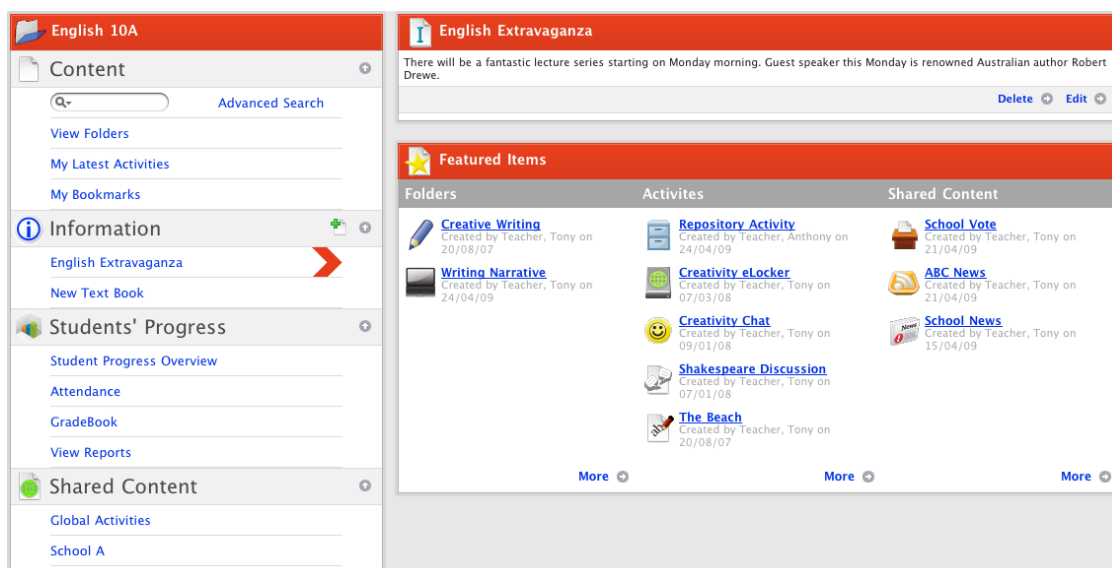 English 10A
Content
Advanced Search
View Folders
My Latest Activities
My Bookmarks
Information
English Extravaganza
New Text Book
Students' Progress
Student Progress Overview
Attendance
GradeBook
View Reports
Shared Content
Global Activities
School A
English Extravaganza
There will be a fantastic lecture series starting on Monday morning. Guest speaker this Monday is renowned Australian author Robert
Drewe.
Delete Edit
Featured Items
Folders
Creative Writing
Created by Teacher, Tony on
20/08/07
Writing Narrative
Created by Teacher, Tony on
24/04/09
More
Activites
Repository Activity
Created by Teacher, Anthony on
24/04/09
Creativity eLocker
Created by Teacher, Tony on
07/03/08
Creativity Chat
Created by Teacher, Tony on
09/01/08
Shakespeare Discussion
Created by Teacher, Tony on
07/01/08
The Beach
Created by Teacher, Tony on
20/08/07
More
Shared Content
School Vote
Created by Teacher, Tony on
21/04/09
ABC News
Created by Teacher, Tony on
21/04/09
School News
Created by Teacher, Tony on
15/04/09
More